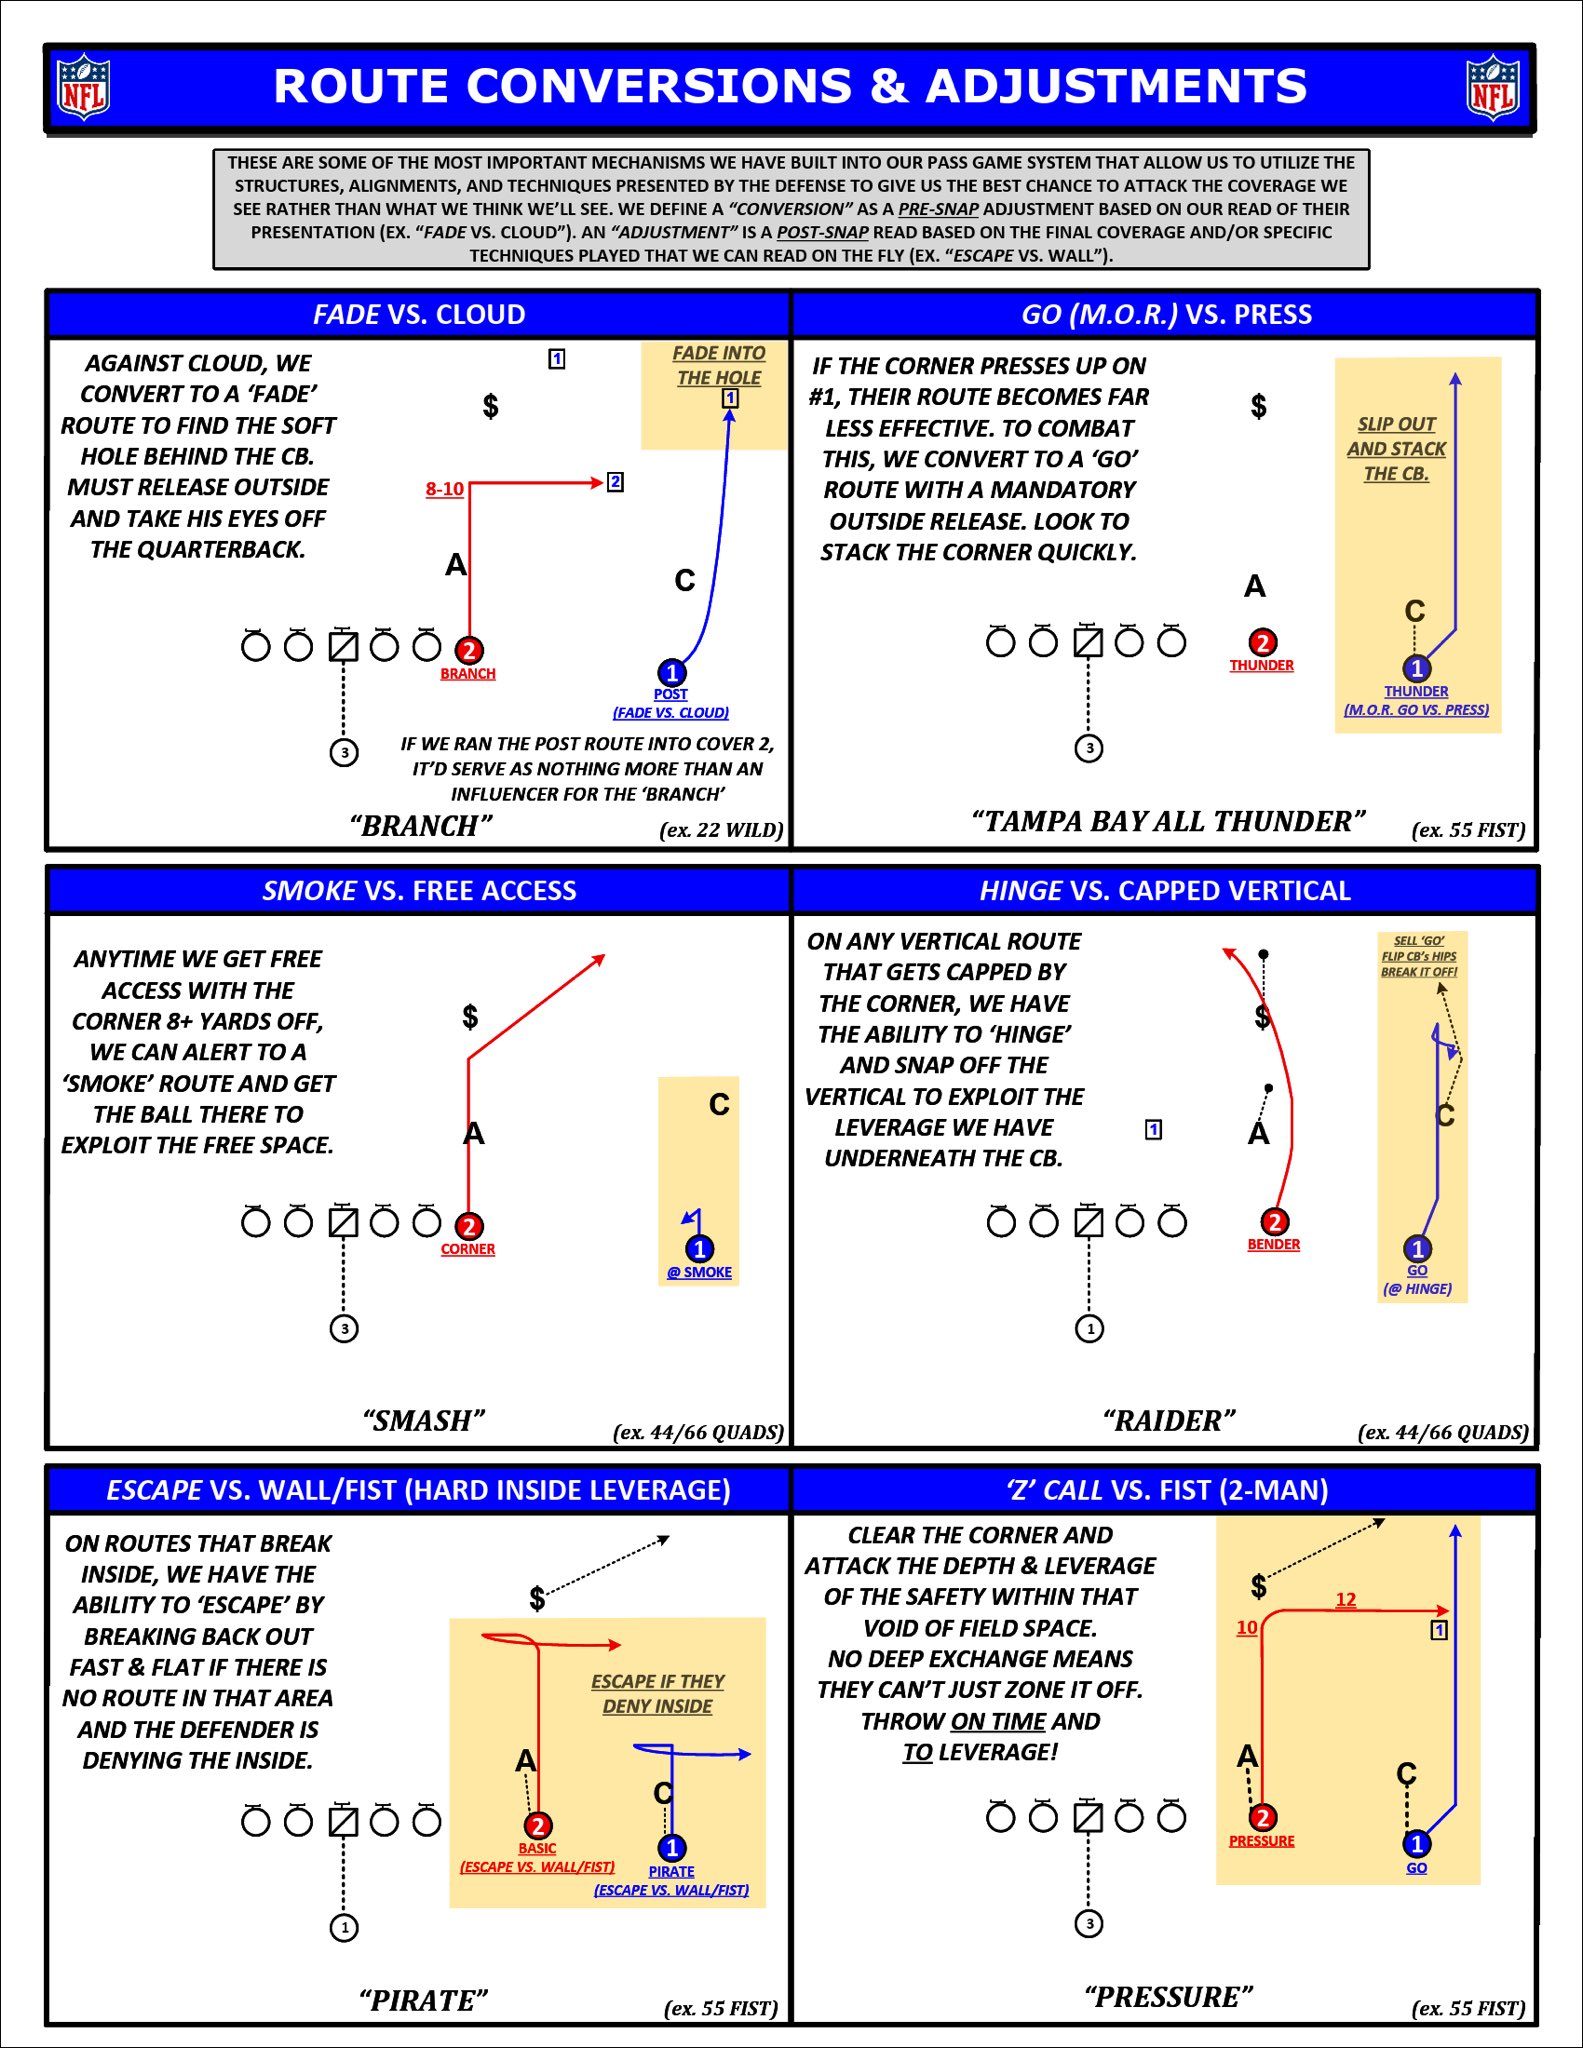 NFL
ROUTE CONVERSIONS & ADJUSTMENTS
NFL
THESE ARE SOME OF THE MOST IMPORTANT MECHANISMS WE HAVE BUILT INTO OUR PASS GAME SYSTEM THAT ALLOW US TO UTILIZE THE
STRUCTURES, ALIGNMENTS, AND TECHNIQUES PRESENTED BY THE DEFENSE TO GIVE US THE BEST CHANCE TO ATTACK THE COVERAGE WE
SEE RATHER THAN WHAT WE THINK WE'LL SEE. WE DEFINE A “CONVERSION” AS A PRE-SNAP ADJUSTMENT BASED ON OUR READ OF THEIR
PRESENTATION (EX. “FADE VS. CLOUD”). AN “ADJUSTMENT” IS A POST-SNAP READ BASED ON THE FINAL COVERAGE AND/OR SPECIFIC
TECHNIQUES PLAYED THAT WE CAN READ ON THE FLY (EX. “ESCAPE VS. WALL”).
FADE VS. CLOUD
AGAINST CLOUD, WE
CONVERT TO A ‘FADE’
ROUTE TO FIND THE SOFT
HOLE BEHIND THE CB.
MUST RELEASE OUTSIDE
AND TAKE HIS EYES OFF
THE QUARTERBACK.
1
FADE INTO
THE HOLE
1
$
8-10
2
A
C
2
BRANCH
1
POST
(FADE VS. CLOUD)
3
IF WE RAN THE POST ROUTE INTO COVER 2,
IT’D SERVE AS NOTHING MORE THAN AN
INFLUENCER FOR THE ‘BRANCH’
“BRANCH”
(ex. 22 WILD)
GO (M.O.R.) VS. PRESS
IF THE CORNER PRESSES UP ON
#1, THEIR ROUTE BECOMES FAR
LESS EFFECTIVE. TO COMBAT
THIS, WE CONVERT TO A ‘GO’
ROUTE WITH A MANDATORY
OUTSIDE RELEASE. LOOK TO
STACK THE CORNER QUICKLY.
$
SLIP OUT
AND STACK
THE CB.
A
C
2
THUNDER
1
THUNDER
(M.O.R. GO VS. PRESS)
3
“TAMPA BAY ALL THUNDER”
(ex. 55 FIST)
SMOKE VS. FREE ACCESS
ANYTIME WE GET FREE
ACCESS WITH THE
CORNER 8+ YARDS OFF,
WE CAN ALERT TO A
‘SMOKE’ ROUTE AND GET
THE BALL THERE TO
EXPLOIT THE FREE SPACE.
$
C
A
2
CORNER
1
@ SMOKE
3
“SMASH”
(ex. 44/66 QUADS)
HINGE VS. CAPPED VERTICAL
ON ANY VERTICAL ROUTE
THAT GETS CAPPED BY
THE CORNER, WE HAVE
THE ABILITY TO ‘HINGE’
AND SNAP OFF THE
VERTICAL TO EXPLOIT THE
LEVERAGE WE HAVE
UNDERNEATH THE CB.
SELL ‘GO’
FLIP CB’s HIPS
BREAK IT OFF!
$
C
1
A
2
BENDER
1
GO
(@ HINGE)
1
“RAIDER”
(ex. 44/66 QUADS)
ESCAPE VS. WALL/FIST (HARD INSIDE LEVERAGE)
ON ROUTES THAT BREAK
INSIDE, WE HAVE THE
ABILITY TO ‘ESCAPE’ BY
BREAKING BACK OUT
FAST & FLAT IF THERE IS
NO ROUTE IN THAT AREA
AND THE DEFENDER IS
DENYING THE INSIDE.
$
ESCAPE IF THEY
DENY INSIDE
A
C
2
BASIC
(ESCAPE VS. WALL/FIST)
1
PIRATE
(ESCAPE VS. WALL/FIST)
1
“PIRATE”
(ex. 55 FIST)
‘Z’ CALL VS. FIST (2-MAN)
CLEAR THE CORNER AND
ATTACK THE DEPTH & LEVERAGE
OF THE SAFETY WITHIN THAT
VOID OF FIELD SPACE.
NO DEEP EXCHANGE MEANS
THEY CAN’T JUST ZONE IT OFF.
THROW ON TIME AND
TO LEVERAGE!
$
12
10
1
A
C
2
PRESSURE
1
GO
3
“PRESSURE”
(ex. 55 FIST)